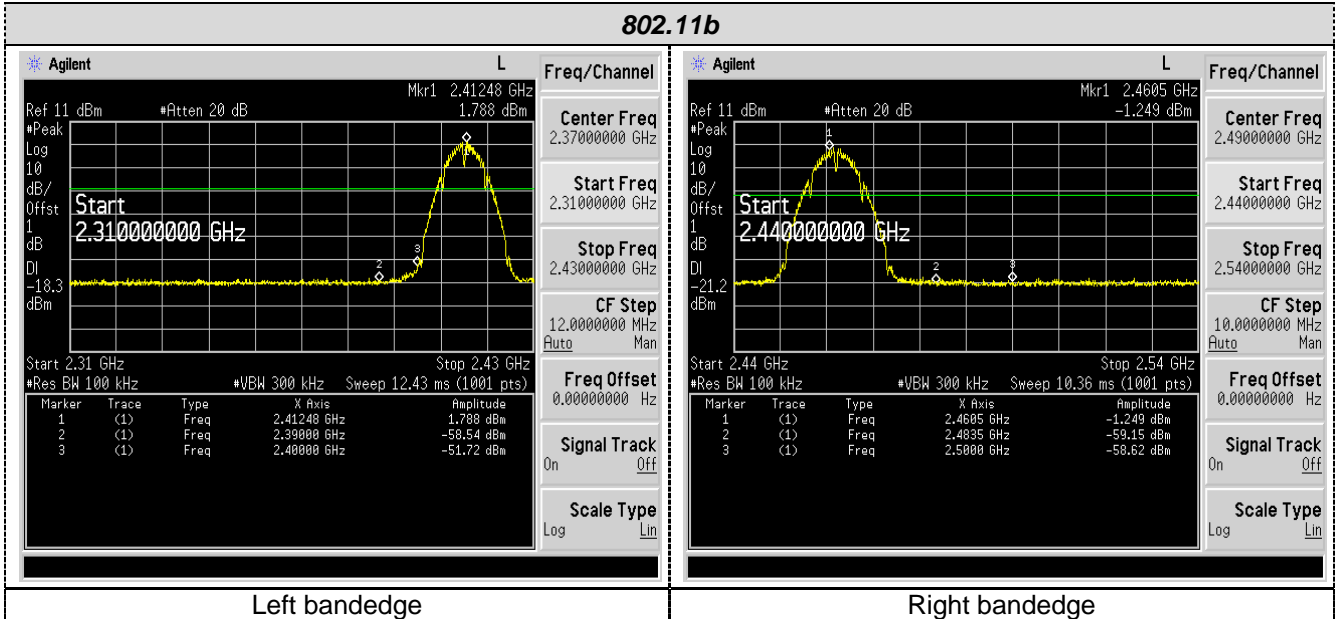 802.11b
Agilent L
Mkr1 2.41248 GHz
Ref 11 dBm #Atten 20 dB 1.788 dBm
#Peak
Log
10
dB/
Offst
1
dB
DI
-18.3
dBm
1
2
3
Start
2.310000000 GHz
Start 2.31 GHz Stop 2.43 GHz
#Res BW 100 kHz #VBW 300 kHz Sweep 12.43 ms (1001 pts)
Marker Trace Type X Axis Amplitude
1 (1) Freq 2.41248 GHz 1.788 dBm
2 (1) Freq 2.39000 GHz -58.54 dBm
3 (1) Freq 2.40000 GHz -51.72 dBm
Freq/Channel
Center Freq
2.37000000 GHz
Start Freq
2.31000000 GHz
Stop Freq
2.43000000 GHz
CF Step
12.0000000 MHz
Auto Man
Freq Offset
0.00000000 Hz
Signal Track
On Off
Scale Type
Log Lin
Left bandedge
Agilent L
Mkr1 2.4605 GHz
Ref 11 dBm #Atten 20 dB -1.249 dBm
#Peak
Log
10
dB/
Offst
1
dB
DI
-21.2
dBm
1
2
3
Start
2.440000000 GHz
Start 2.44 GHz Stop 2.54 GHz
#Res BW 100 kHz #VBW 300 kHz Sweep 10.36 ms (1001 pts)
Marker Trace Type X Axis Amplitude
1 (1) Freq 2.4605 GHz -1.249 dBm
2 (1) Freq 2.4835 GHz -59.15 dBm
3 (1) Freq 2.5000 GHz -58.62 dBm
Freq/Channel
Center Freq
2.49000000 GHz
Start Freq
2.44000000 GHz
Stop Freq
2.54000000 GHz
CF Step
10.0000000 MHz
Auto Man
Freq Offset
0.00000000 Hz
Signal Track
On Off
Scale Type
Log Lin
Right bandedge